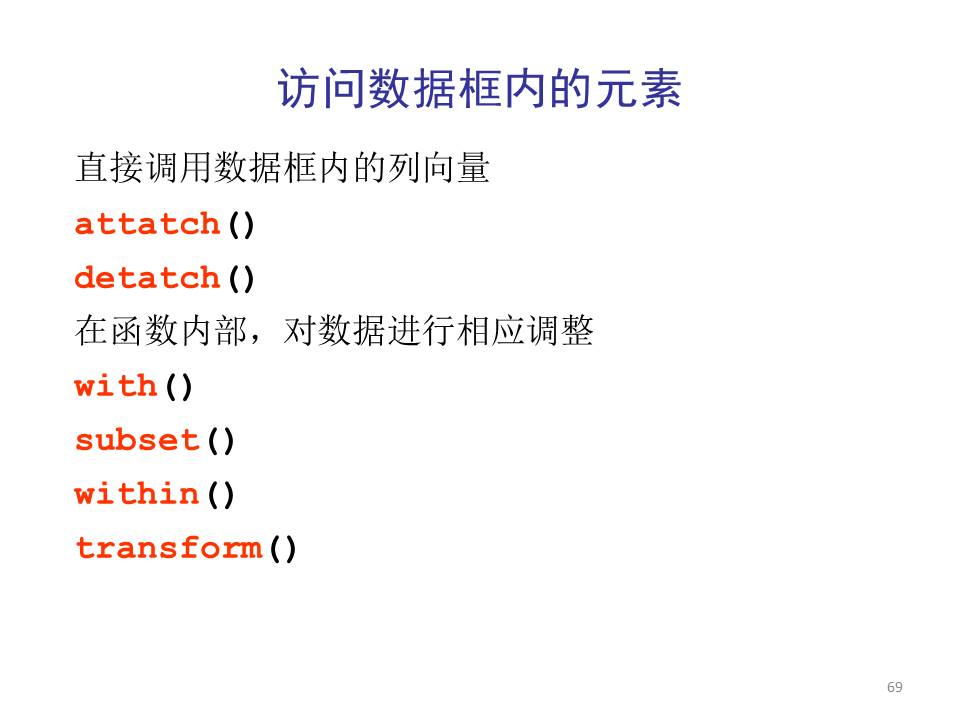 访问数据框内的元素
直接调用数据框内的列向量
attatch()
detatch()
在函数内部，对数据进行相应调整
with()
subset()
within()
transform()
69